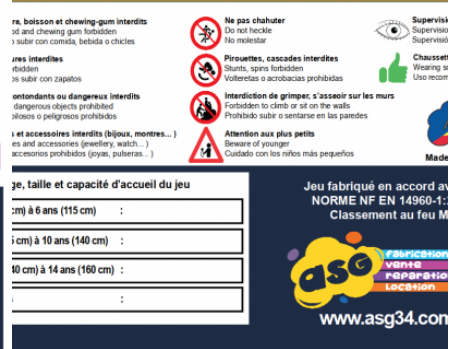 re, boisson et chewing-gum interdits
od and chewing gum forbidden
o subir con comida, bebida o chicles
ures interdites
rbidden
os subir con zapatos
ontondants ou dangereux interdits
dangerous objects prohibited
pilosos o peligrosos prohibidos
s et accessoires interdits (bijoux, montres... )
es and accessories (jewellery, watch... )
accesorios prohibidos (joyas, pulseras... )
Ne pas chahuter
Do not heckle
No molestar
Pirouettes, cascades interdites
Stunts, spins forbidden
Volteretas o acrobacias prohibidas
Interdiction de grimper, s'asseoir sur les murs
Forbidden to climb or sit on the walls
Prohibido subir o sentarse en las paredes
Attention aux plus petits
Beware of younger
Cuidado con los niños más pequeños
Supervisi
Supervisio
Supervisió
Chaussett
Wearing so
Uso recom
Made
ge, taille et capacité d'accueil du jeu
cm) à 6 ans (115 cm) :
5 cm) à 10 ans (140 cm) :
40 cm) à 14 ans (160 cm) :
:
Jeu fabriqué en accord av
NORME NF EN 14960-1:
Classement au feu M
asg
fabrication
vente
reparatio
Location
www.asg34.com